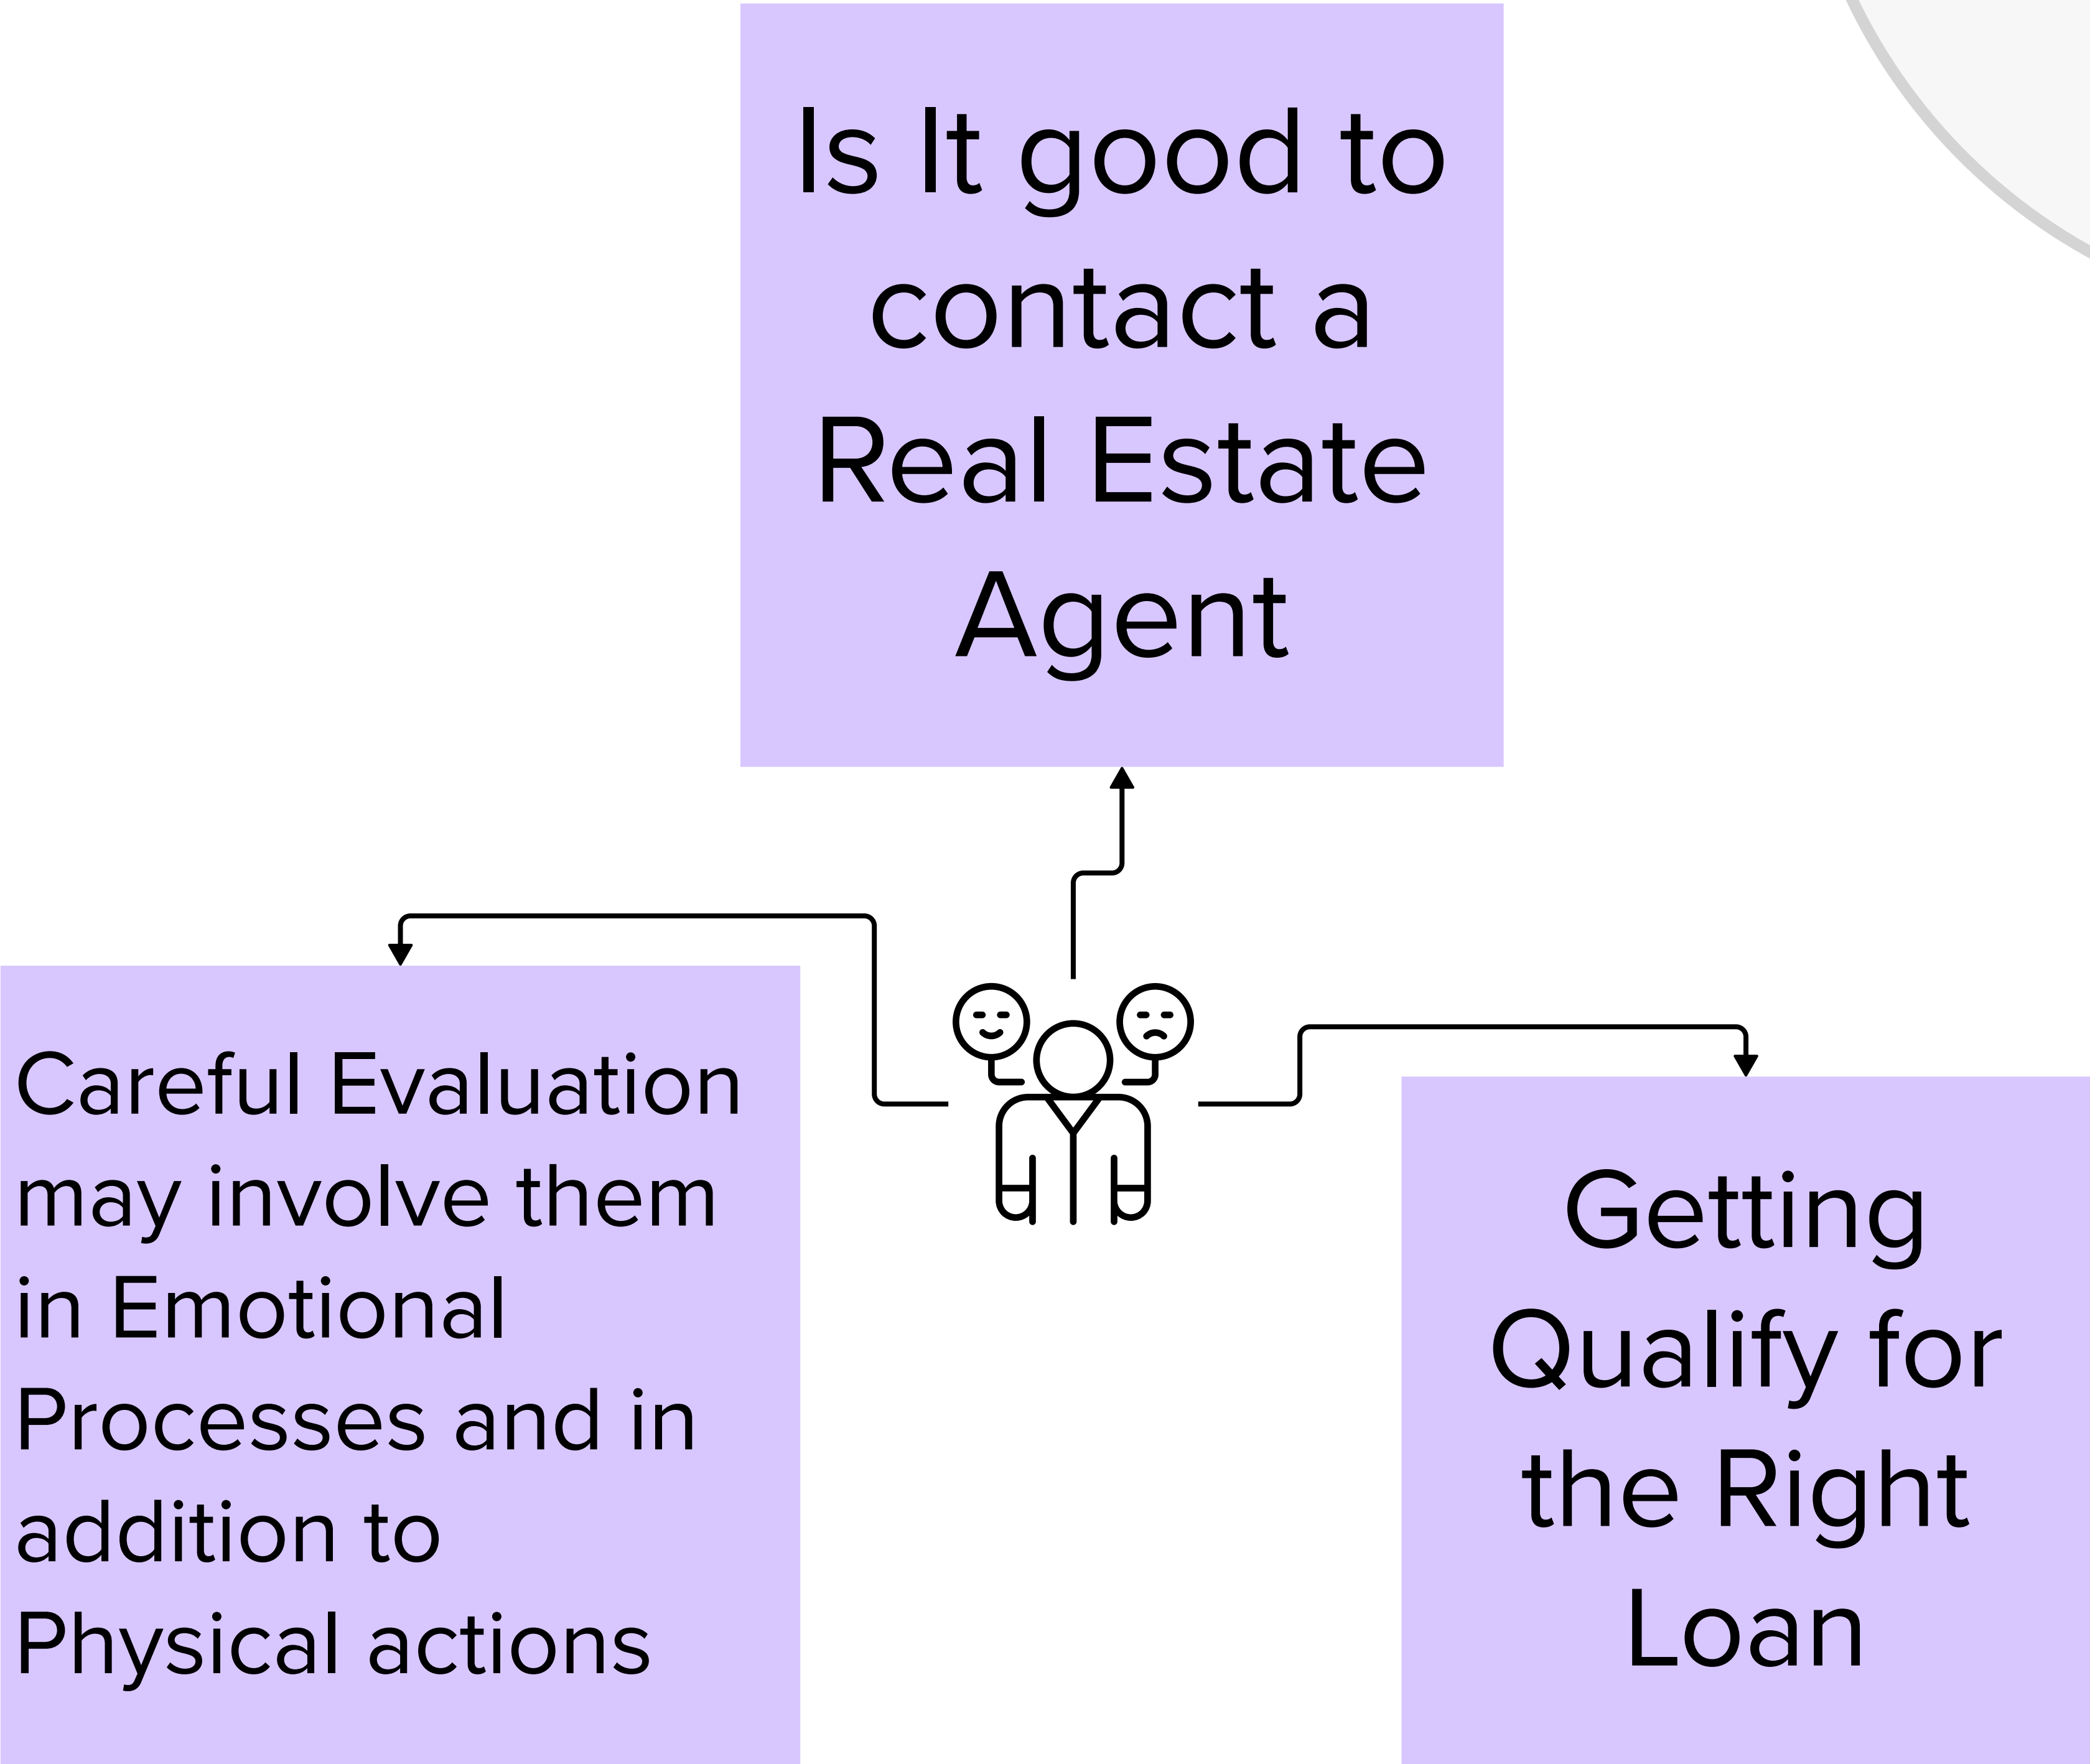 Is It good to
contact a
Real Estate
Agent
Careful Evaluation
may involve them
in Emotional
Processes and in
addition to
Physical actions
Getting
Qualify for
the Right
Loan